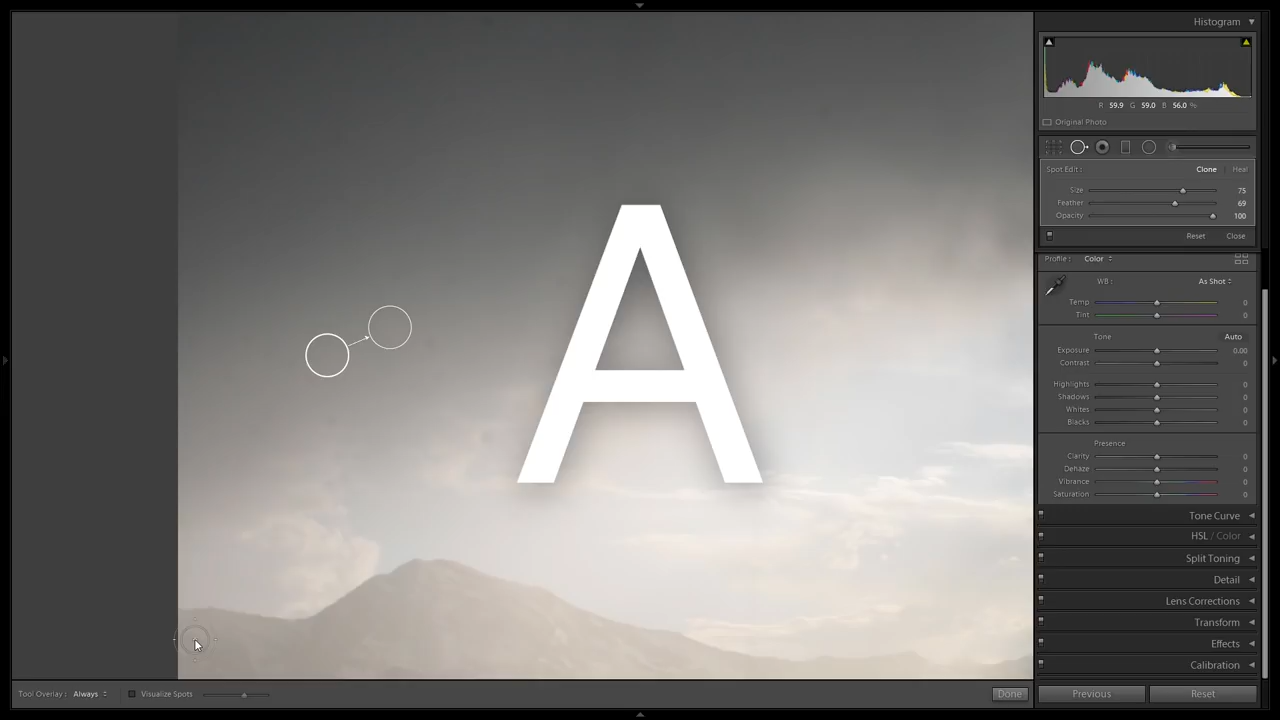 Histogram
R 59.9 G 59.0 B 56.0 %
Original Photo
Spot Edit : Clone | Heal
Size 75
Feather 69
Opacity 100
Reset Close
Profile : Color
WB : As Shot
Temp 0
Tint 0
Tone Auto
Exposure 0.00
Contrast 0
Highlights 0
Shadows 0
Whites 0
Blacks 0
Presence
Clarity 0
Dehaze 0
Vibrance 0
Saturation 0
Tone Curve
HSL / Color
Split Toning
Detail
Lens Corrections
Transform
Effects
Calibration
A
Tool Overlay : Always Visualize Spots Done
Previous Reset